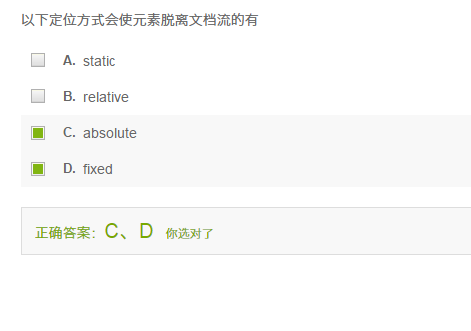 以下定位方式会使元素脱离文档流的有
A. static
B. relative
C. absolute
D. fixed
正确答案: C、D 你选对了